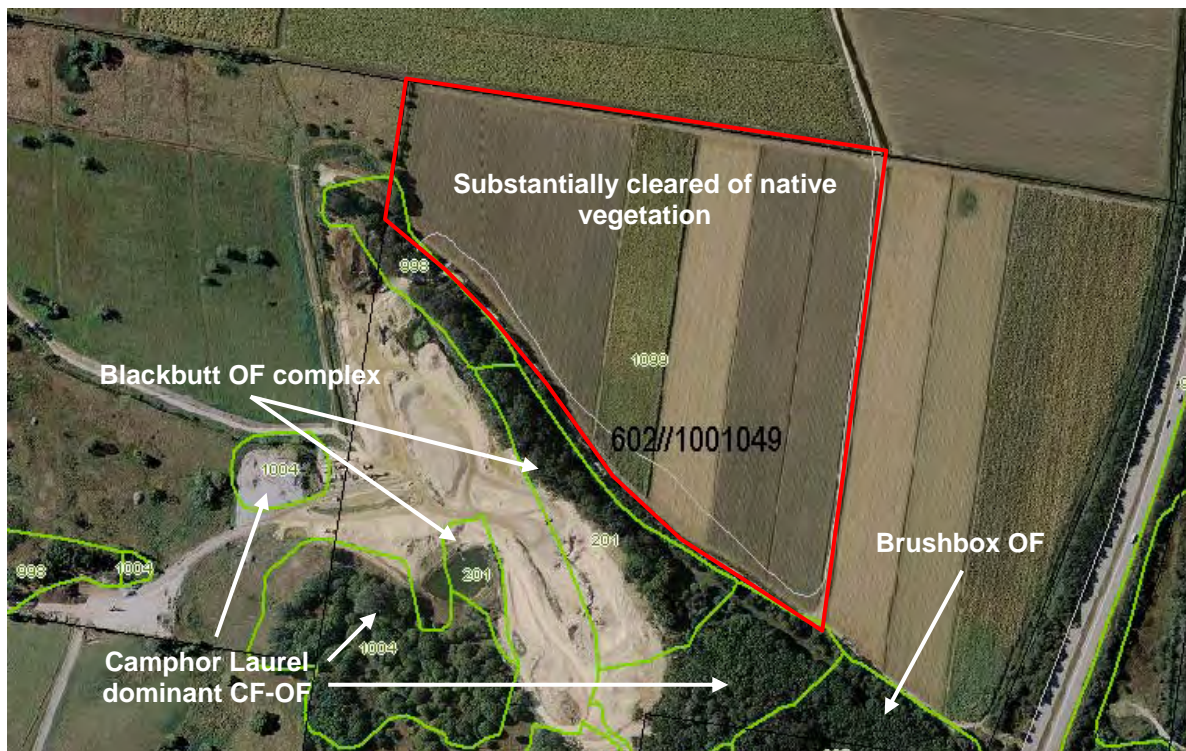 Substantially cleared of native
vegetation
998
1099
Blackbutt OF complex
602//1001049
1004
201
Brushbox OF
998
1004
201
1004
Camphor Laurel
dominant CF-OF